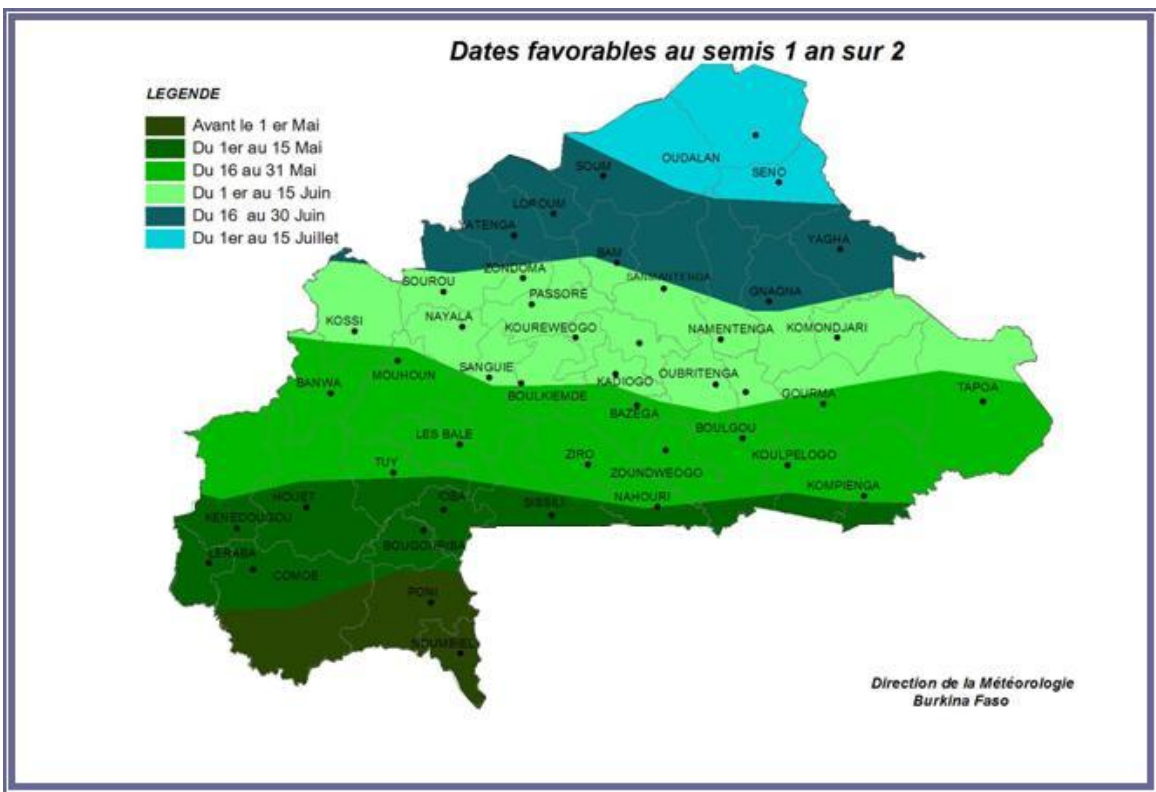 Dates favorables au semis 1 an sur 2
LEGENDE
Avant le 1 er Mai
Du 1er au 15 Mai
Du 16 au 31 Mai
Du 1 er au 15 Juin
Du 16 au 30 Juin
Du 1er au 15 Juillet
OUDALAN
SOUM
SENO
LOROUM
YATENGA
YAGHA
BAM
ZONDOMA
SANMANTENGA
SOUROU
GNAGNA
PASSORÉ
KOSSI
NAYALA
KOUREWEOGO
NAMENTENGA
KOMONDJARI
SANGUIE
MOUHOUN
KADIOGO
OUBRITENGA
BANWA
BOULKIEMDE
GOURMA
TAPOA
BAZEGA
BOULGOU
LES BALE
TUY
ZIRO
ZOUNDWEOGO
KOULPELOGO
KOMPIENGA
HOUET
IOBA
SISSILI
NAHOURI
KENEDOUGOU
BOUGOURIBA
LERABA
COMOE
PONI
NOUMBIEL
Direction de la Météorologie
Burkina Faso